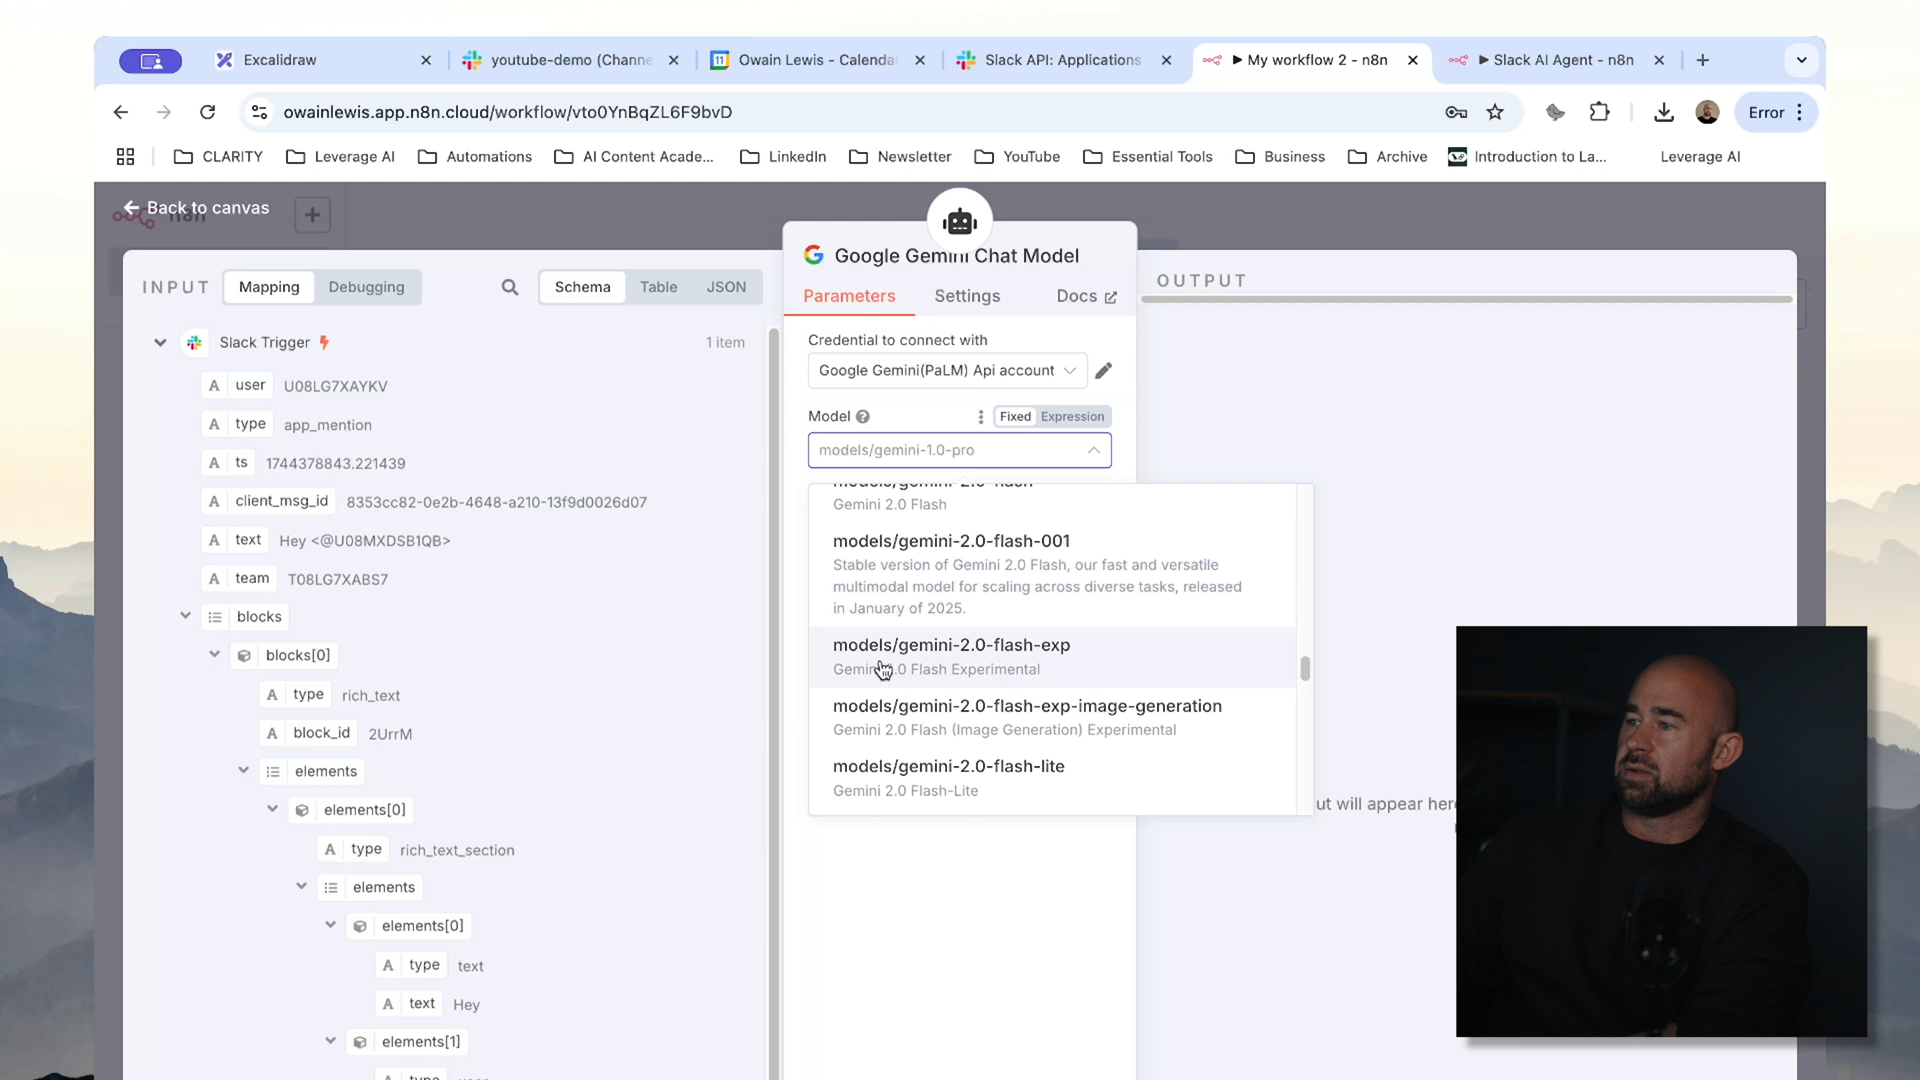 Excalidraw
youtube-demo (Channe
Owain Lewis - Calenda
Slack API: Applications
▶ My workflow 2 - n8n
▶ Slack AI Agent - n8n
owainlewis.app.n8n.cloud/workflow/vto0YnBqZL6F9bvD
Error
CLARITY
Leverage AI
Automations
AI Content Acade...
LinkedIn
Newsletter
YouTube
Essential Tools
Business
Archive
Introduction to La...
Leverage AI
Back to canvas
n8n
Google Gemini Chat Model
Parameters
Settings
Docs
INPUT
Mapping
Debugging
Schema
Table
JSON
OUTPUT
Slack Trigger
1 item
A user U08LG7XAYKV
A type app_mention
A ts 1744378843.221439
A client_msg_id 8353cc82-0e2b-4648-a210-13f9d0026d07
A text Hey <@U08MXDSB1QB>
A team T08LG7XABS7
blocks
blocks[0]
A type rich_text
A block_id 2UrrM
elements
elements[0]
A type rich_text_section
elements
elements[0]
A type text
A text Hey
elements[1]
Credential to connect with
Google Gemini(PaLM) Api account
Model
Fixed
Expression
models/gemini-1.0-pro
models/gemini-2.0-flash
Gemini 2.0 Flash
models/gemini-2.0-flash-001
Stable version of Gemini 2.0 Flash, our fast and versatile
multimodal model for scaling across diverse tasks, released
in January of 2025.
models/gemini-2.0-flash-exp
Gemini 2.0 Flash Experimental
models/gemini-2.0-flash-exp-image-generation
Gemini 2.0 Flash (Image Generation) Experimental
models/gemini-2.0-flash-lite
Gemini 2.0 Flash-Lite
ut will appear here